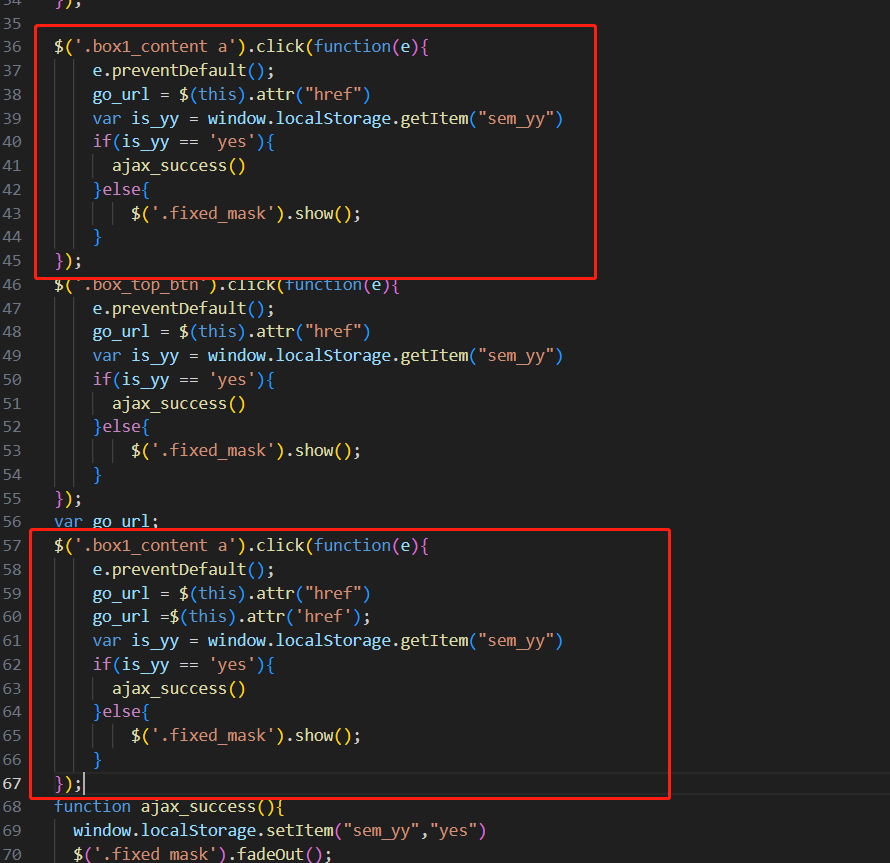 34 });
35
36 $('.box1_content a').click(function(e){
37 e.preventDefault();
38 go_url = $(this).attr("href")
39 var is_yy = window.localStorage.getItem("sem_yy")
40 if(is_yy == 'yes'){
41 ajax_success()
42 }else{
43 $('.fixed_mask').show();
44 }
45 });
46 $('.box_top_btn').click(function(e){
47 e.preventDefault();
48 go_url = $(this).attr("href")
49 var is_yy = window.localStorage.getItem("sem_yy")
50 if(is_yy == 'yes'){
51 ajax_success()
52 }else{
53 $('.fixed_mask').show();
54 }
55 });
56 var go_url;
57 $('.box1_content a').click(function(e){
58 e.preventDefault();
59 go_url = $(this).attr("href")
60 go_url =$(this).attr('href');
61 var is_yy = window.localStorage.getItem("sem_yy")
62 if(is_yy == 'yes'){
63 ajax_success()
64 }else{
65 $('.fixed_mask').show();
66 }
67 });
68 function ajax_success(){
69 window.localStorage.setItem("sem_yy","yes")
70 $('.fixed_mask').fadeOut();